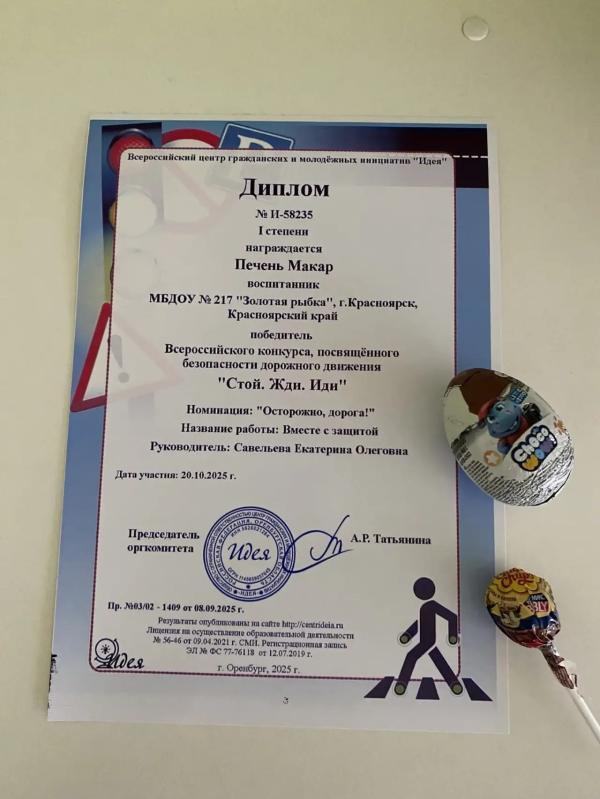 Всероссийский центр гражданских и молодёжных инициатив "Идея"
Диплом
№ И-58235
I степени
награждается
Печень Макар
воспитанник
МБДОУ № 217 "Золотая рыбка", г.Красноярск,
Красноярский край
победитель
Всероссийского конкурса, посвящённого
безопасности дорожного движения
"Стой. Жди. Иди"
Номинация: "Осторожно, дорога!"
Название работы: Вместе с защитой
Руководитель: Савельева Екатерина Олеговна
Дата участия: 20.10.2025 г.
Председатель
оргкомитета
Идея
А.Р. Татьянина
Пр. №03/02 - 1409 от 08.09.2025 г.
Результаты опубликованы на сайте http://centrideia.ru
Лицензия на осуществление образовательной деятельности
№ 56-46 от 09.04.2021 г. СМИ. Регистрационная запись
ЭЛ № ФС 77-76118 от 12.07.2019 г.
г. Оренбург, 2025 г.
Идея
Choco
Wow!
Chupa
Chups